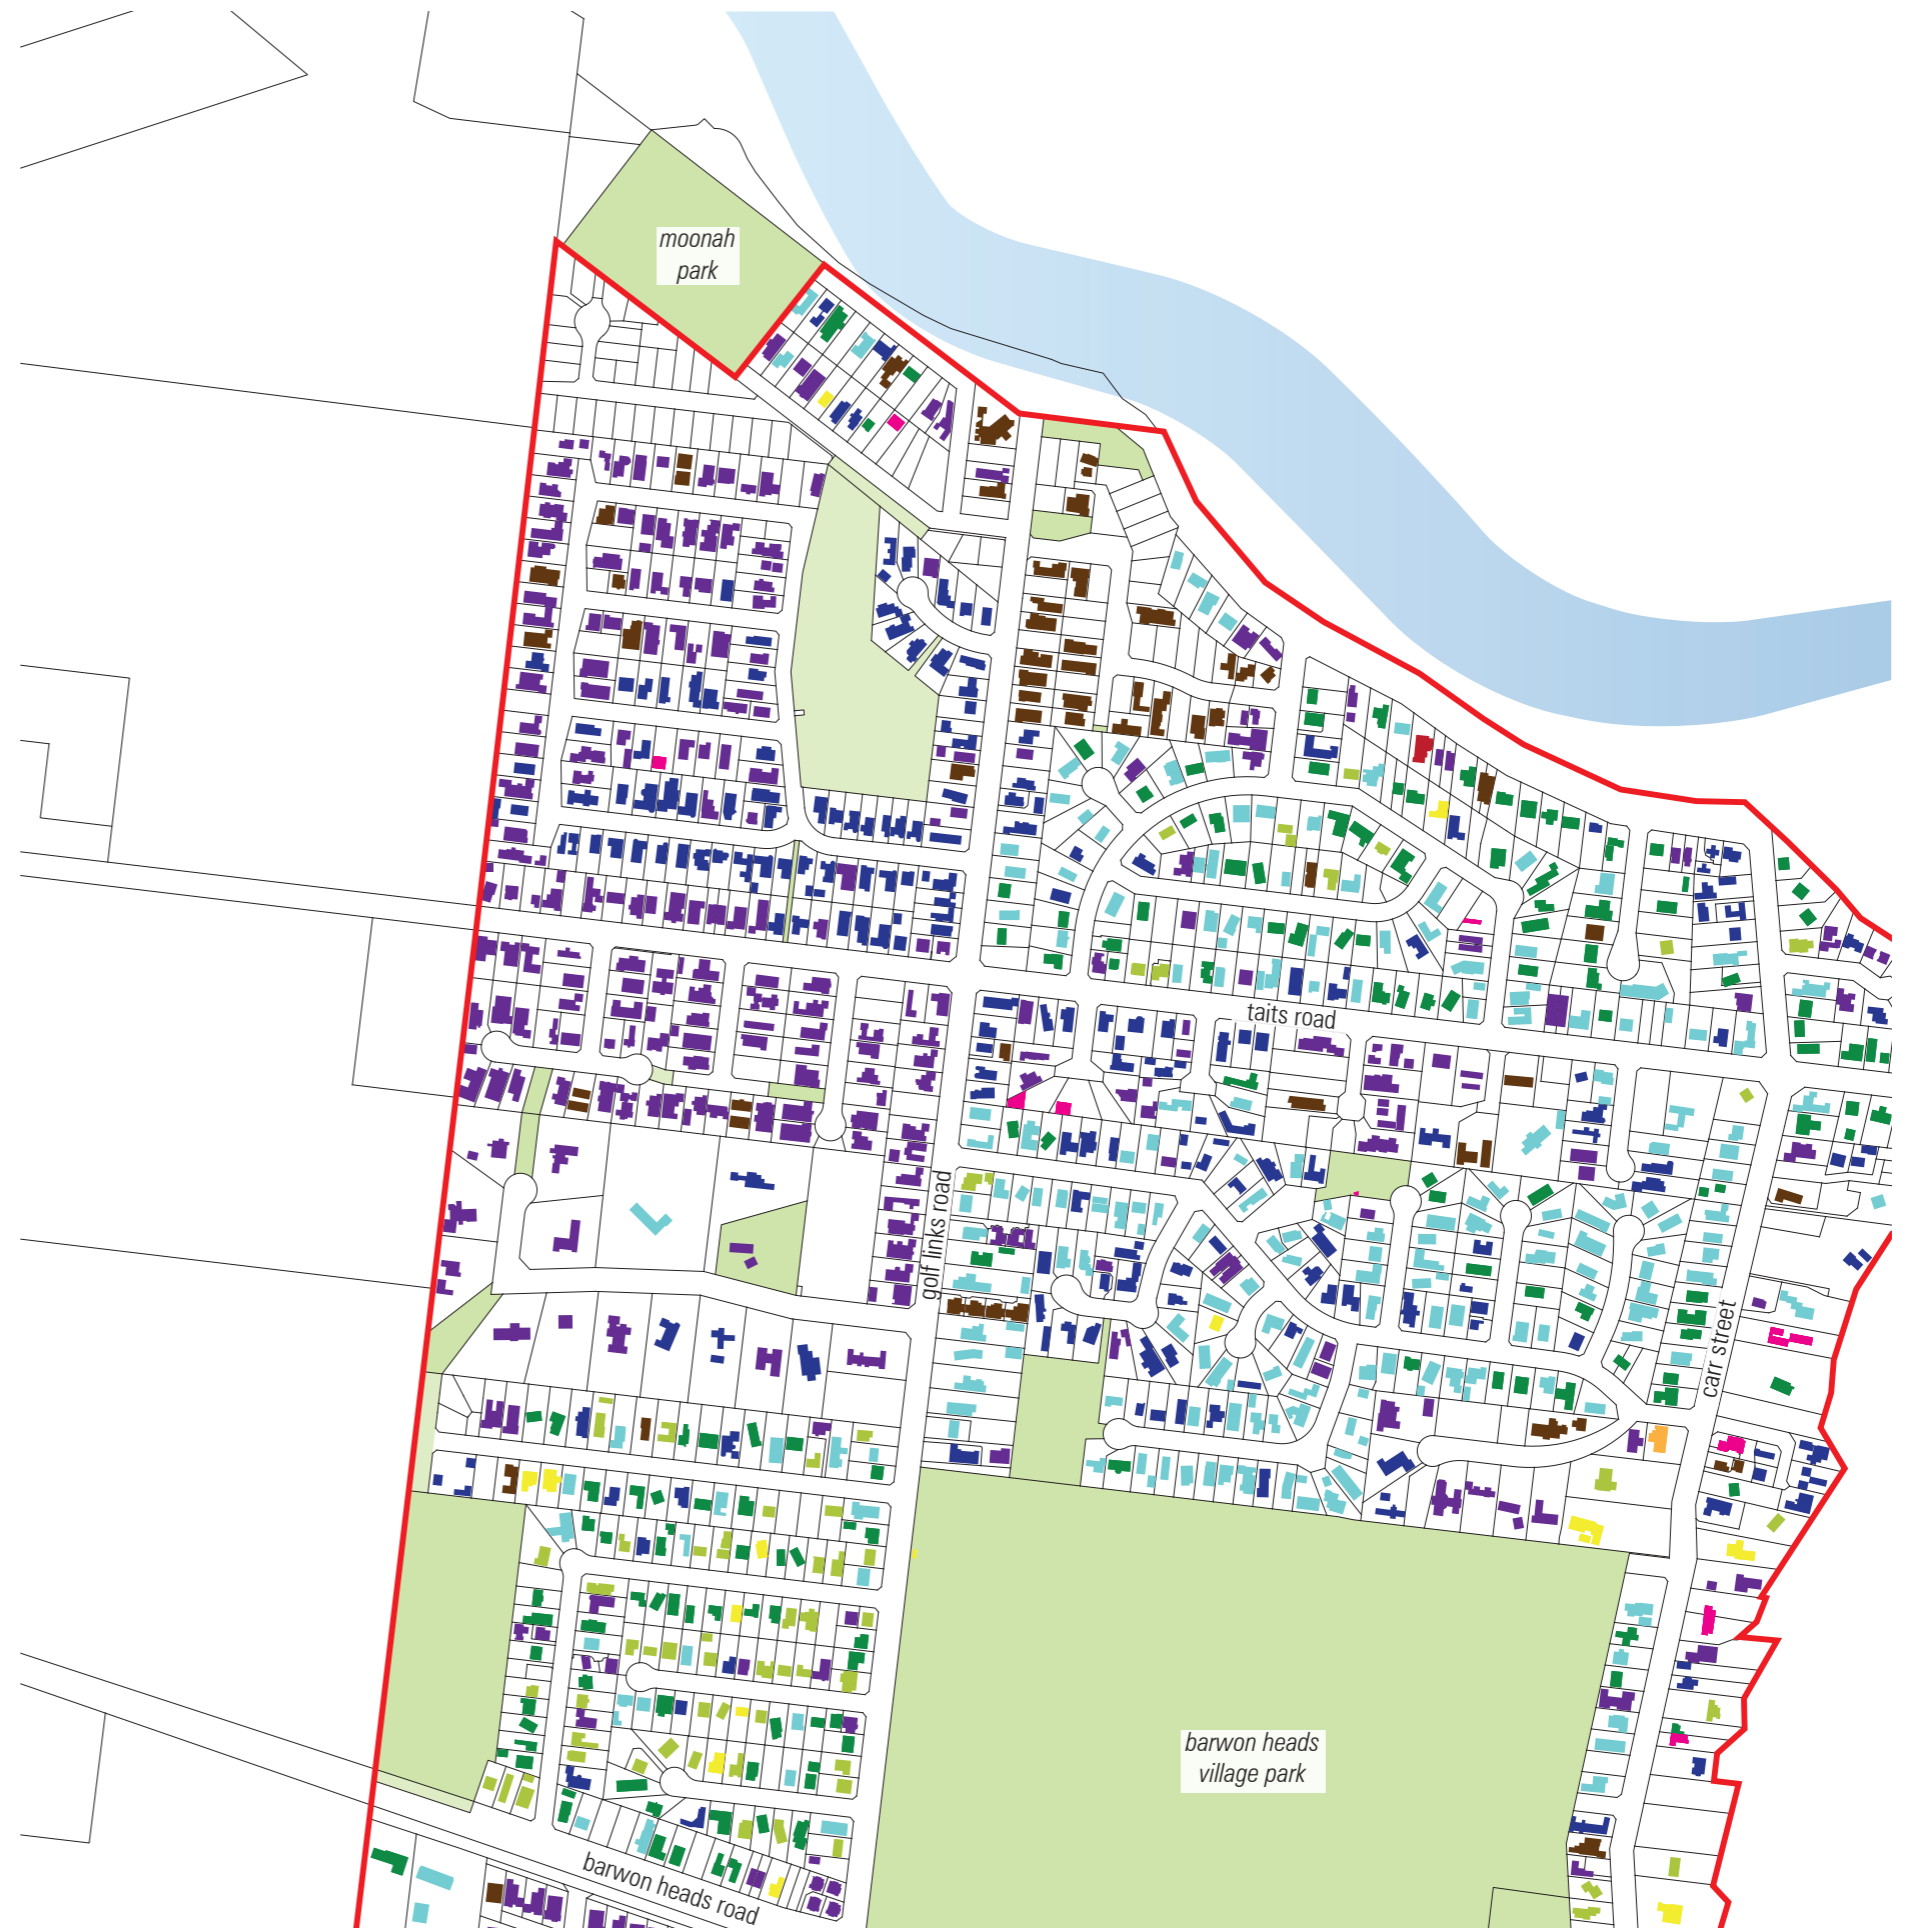 moonah
park
taits road
golf links road
carr street
barwon heads
village park
barwon heads road